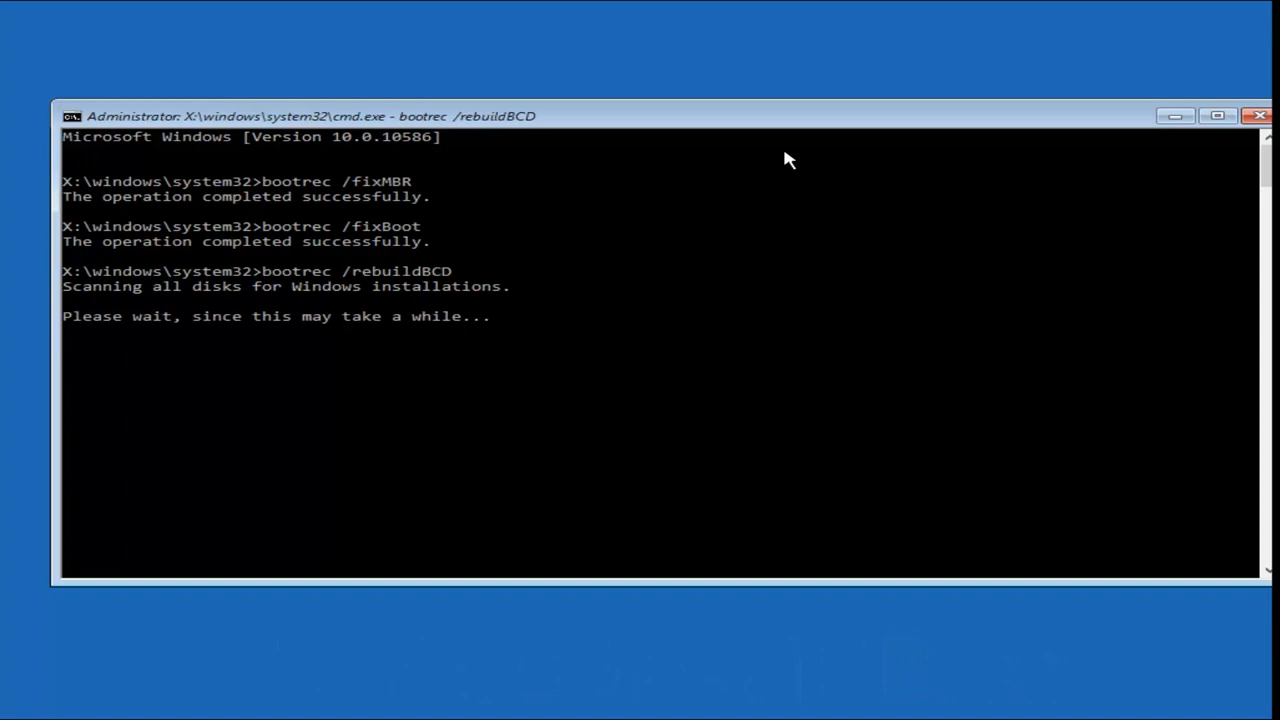 Administrator: X:\windows\system32\cmd.exe - bootrec /rebuildBCD
Microsoft Windows [Version 10.0.10586]
X:\windows\system32>bootrec /fixMBR
The operation completed successfully.
X:\windows\system32>bootrec /fixBoot
The operation completed successfully.
X:\windows\system32>bootrec /rebuildBCD
Scanning all disks for Windows installations.
Please wait, since this may take a while...